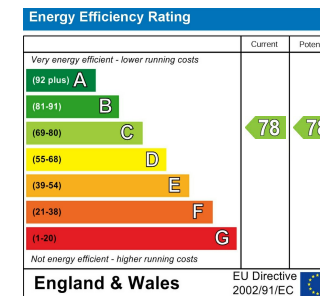 Energy Efficiency Rating
Current
Very energy efficient - lower running costs
(92 plus) A
(81-91) B
(69-80) C
78
(55-68) D
(39-54) E
(21-38) F
(1-20) G
Not energy efficient - higher running costs
England & Wales
EU Directive
2002/91/EC